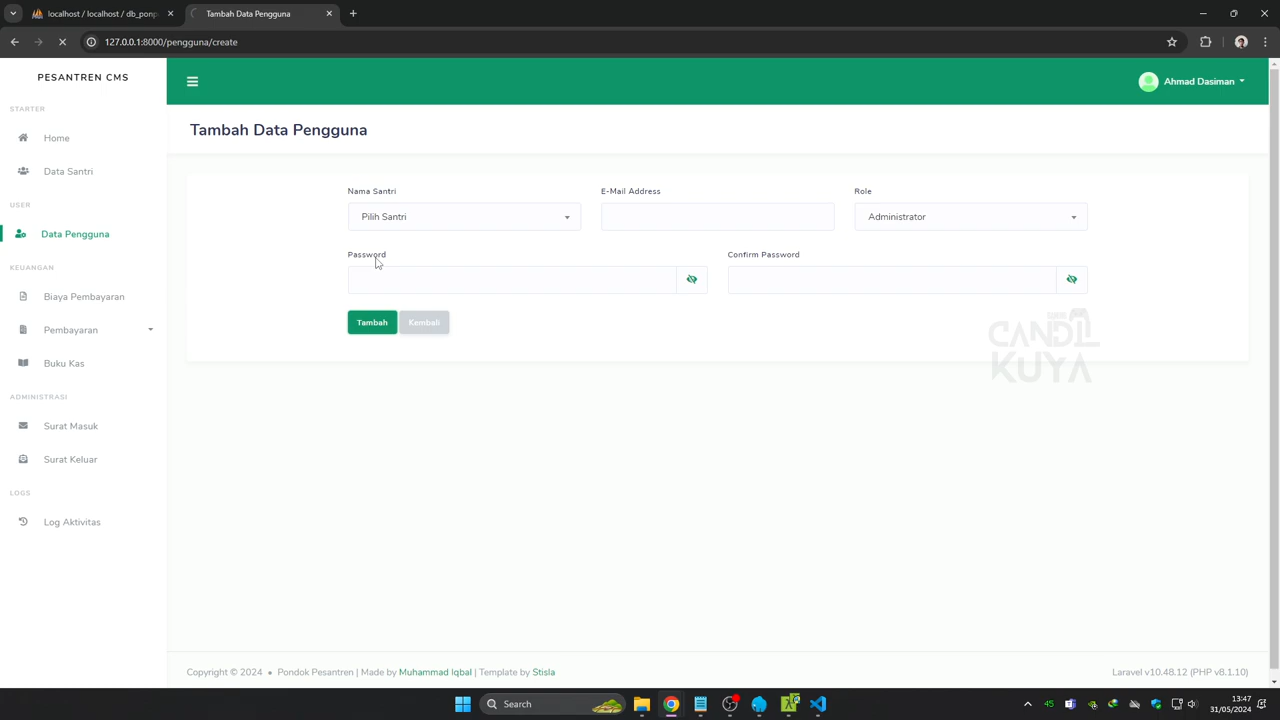 localhost / localhost / db_ponp
Tambah Data Pengguna
127.0.0.1:8000/pengguna/create
PESANTREN CMS
Ahmad Dasiman
STARTER
Home
Data Santri
USER
Data Pengguna
KEUANGAN
Biaya Pembayaran
Pembayaran
Buku Kas
ADMINISTRASI
Surat Masuk
Surat Keluar
LOGS
Log Aktivitas
Tambah Data Pengguna
Nama Santri
E-Mail Address
Role
Pilih Santri
Administrator
Password
Confirm Password
Tambah
Kembali
CANDI
KUYA
Copyright © 2024 • Pondok Pesantren | Made by Muhammad Iqbal | Template by Stisla
Laravel v10.48.12 (PHP v8.1.10)
Search
13:47
31/05/2024